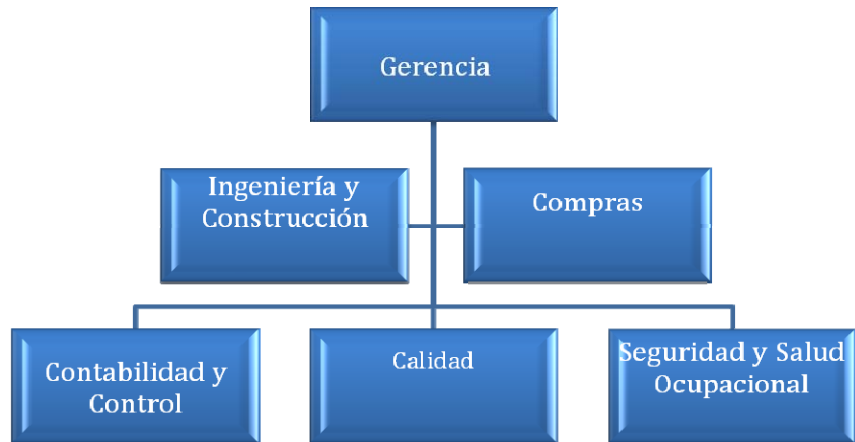 Gerencia
Ingeniería y
Construcción
Compras
Contabilidad y
Control
Calidad
Seguridad y Salud
Ocupacional